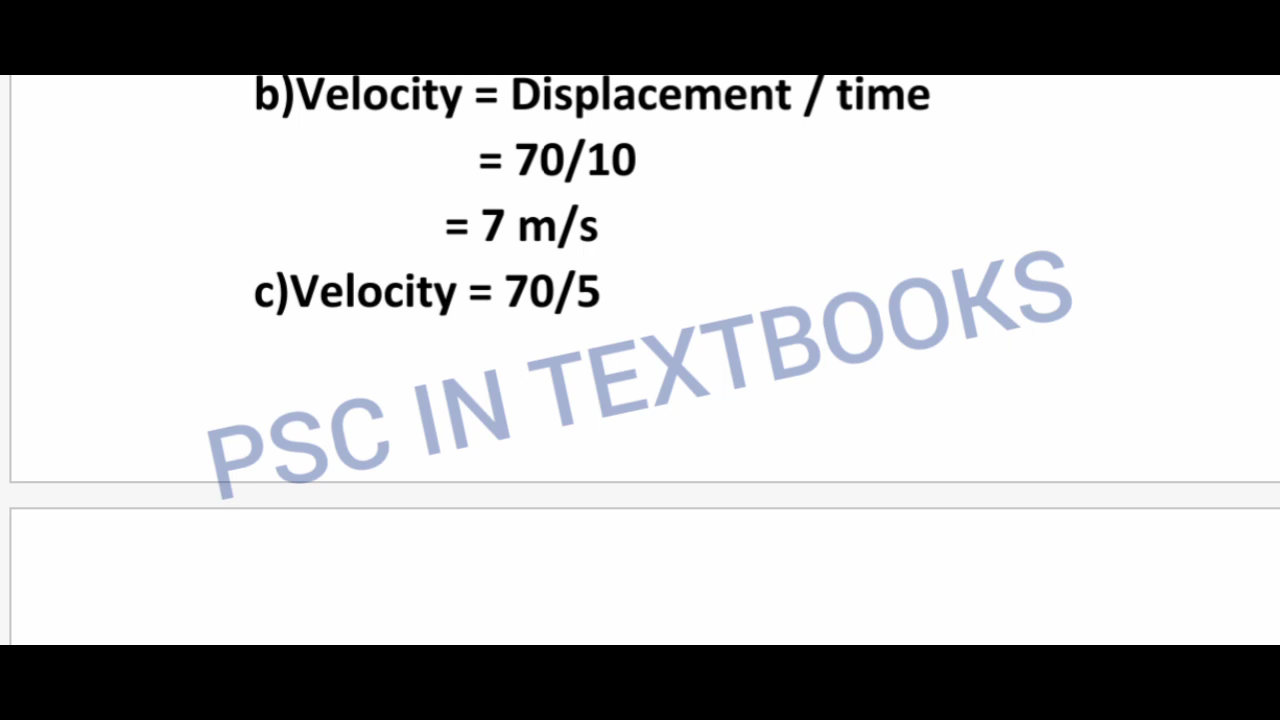 b)Velocity = Displacement / time
= 70/10
= 7 m/s
c)Velocity = 70/5
PSC IN TEXTBOOKS